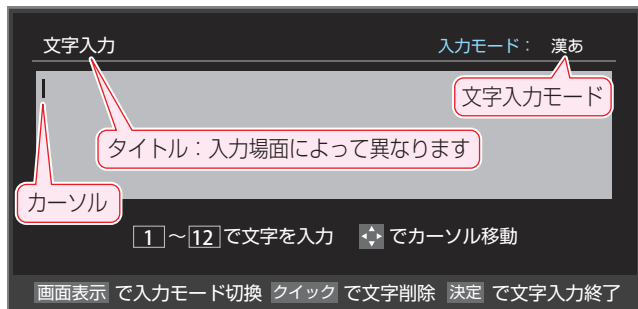 文字入力
入力モード： 漢あ
文字入力モード
タイトル：入力場面によって異なります
カーソル
1～12で文字を入力 でカーソル移動
画面表示 で入力モード切換 クイック で文字削除 決定 で文字入力終了